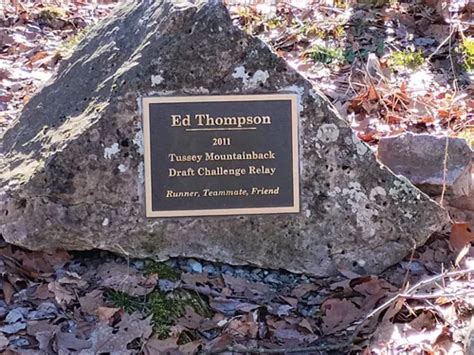 Ed Thompson
2011
Tussey Mountainback
Draft Challenge Relay
Runner, Teammate, Friend